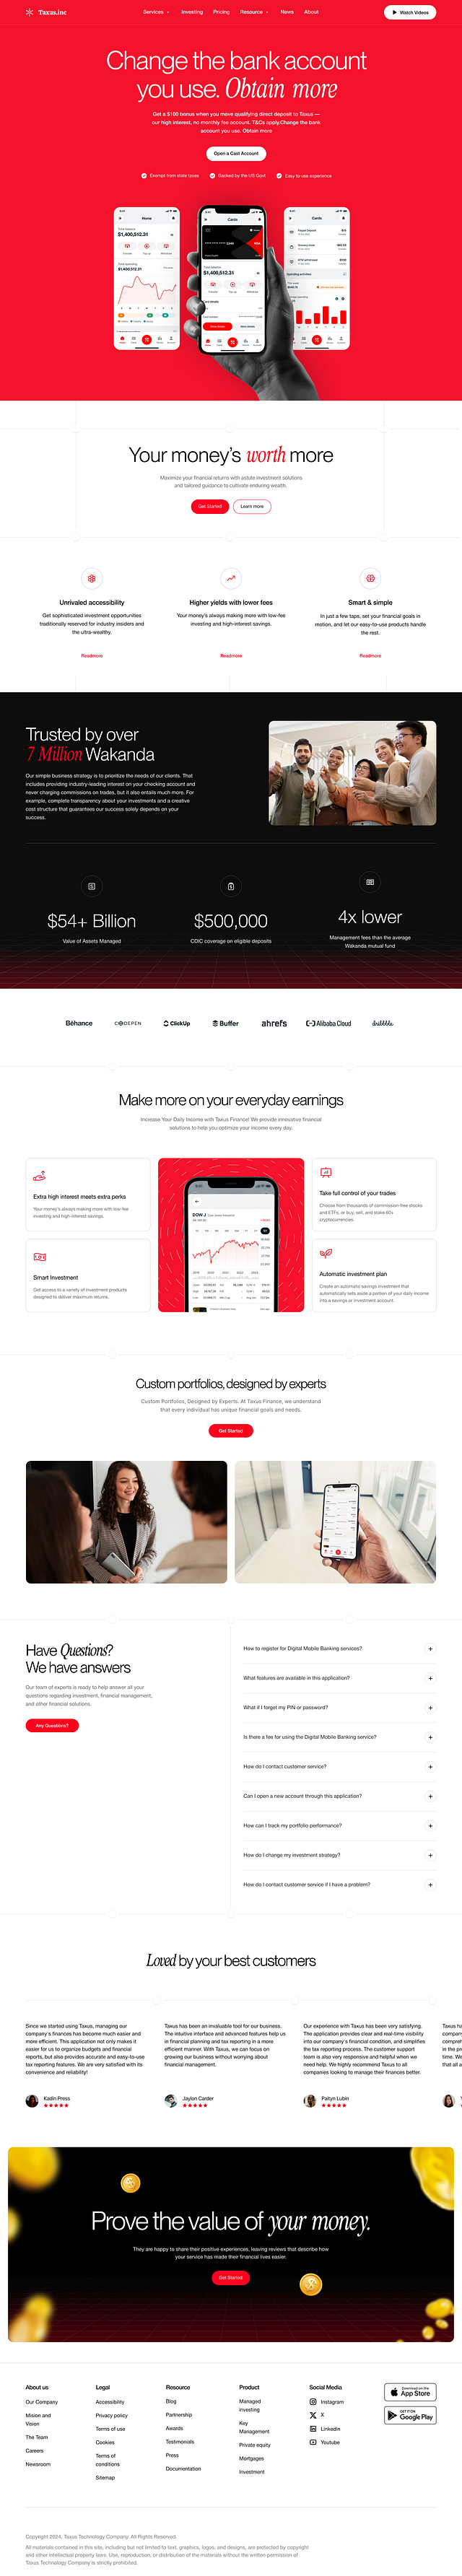 Taxus.inc
Services
Investing
Pricing
Resource
News
About
Watch Videos
Change the bank account
you use. Obtain more
Get a $100 bonus when you move qualifying direct deposit to Taxus —
our high interest, no monthly fee account. T&Cs apply.Change the bank
account you use. Obtain more
Open a Cast Account
Exempt from state taxes
Backed by the US Govt
Easy to use experience
Home
Total balance
$1,400,512.31
Total spending
$1,400,512.31
Cards
Total balance
$1,400,512.31
Cards
Spending activities
Your money's worth more
Maximize your financial returns with astute investment solutions
and tailored guidance to cultivate enduring wealth.
Get Started
Learn more
Unrivaled accessibility
Get sophisticated investment opportunities
traditionally reserved for industry insiders and
the ultra-wealthy.
Readmore
Higher yields with lower fees
Your money's always making more with low-fee
investing and high-interest savings.
Readmore
Smart & simple
In just a few taps, set your financial goals in
motion, and let our easy-to-use products handle
the rest.
Readmore
Trusted by over
7 Million Wakanda
Our simple business strategy is to prioritize the needs of our clients. That
includes providing industry-leading interest on your checking account and
never charging commissions on trades, but it also entails much more. For
example, complete transparency about your investments and a creative
cost structure that guarantees our success solely depends on your
success.
$54+ Billion
Value of Assets Managed
$500,000
CDIC coverage on eligible deposits
4x lower
Management fees than the average
Wakanda mutual fund
Bēhance
CODEPEN
ClickUp
Buffer
ahrefs
Alibaba Cloud
dribbble
Make more on your everyday earnings
Increase Your Daily Income with Taxus Finance! We provide innovative financial
solutions to help you optimize your income every day.
Extra high interest meets extra perks
Your money's always making more with low-fee
investing and high-interest savings.
Smart Investment
Get access to a variety of investment products
designed to deliver maximum returns.
DOW J
Take full control of your trades
Choose from thousands of commission-free stocks
and ETFs, or buy, sell, and stake 60+
cryptocurrencies.
Automatic investment plan
Create an automatic savings investment that
automatically sets aside a portion of your daily income
into a savings or investment account.
Custom portfolios, designed by experts
Custom Portfolios, Designed by Experts. At Taxus Finance, we understand
that every individual has unique financial goals and needs.
Get Started
Have Questions?
We have answers
Our team of experts is ready to help answer all your
questions regarding investment, financial management,
and other financial solutions.
Any Questions?
How to register for Digital Mobile Banking services?
What features are available in this application?
What if I forget my PIN or password?
Is there a fee for using the Digital Mobile Banking service?
How do I contact customer service?
Can I open a new account through this application?
How can I track my portfolio performance?
How do I change my investment strategy?
How do I contact customer service if I have a problem?
Loved by your best customers
Since we started using Taxus, managing our
company's finances has become much easier and
more efficient. This application not only makes it
easier for us to organize budgets and financial
reports, but also provides accurate and easy-to-use
tax reporting features. We are very satisfied with its
convenience and reliability!
Kadin Press
Taxus has been an invaluable tool for our business.
The intuitive interface and advanced features help us
in financial planning and tax reporting in a more
efficient manner. With Taxus, we can focus on
growing our business without worrying about
financial management.
Jaylon Carder
Our experience with Taxus has been very satisfying.
The application provides clear and real-time visibility
into our company's financial condition, and simplifies
the tax reporting process. The customer support
team is also very responsive and helpful when we
need help. We highly recommend Taxus to all
companies looking to manage their finances better.
Paityn Lubin
Prove the value of your money.
They are happy to share their positive experiences, leaving reviews that describe how
your service has made their financial lives easier.
Get Started
About us
Our Company
Mision and
Vision
The Team
Careers
Newsroom
Legal
Accessibility
Privacy policy
Terms of use
Cookies
Terms of
conditions
Sitemap
Resource
Blog
Partnership
Awards
Testimonials
Press
Documentation
Product
Managed
investing
Key
Management
Private equity
Mortgages
Investment
Social Media
Instagram
X
LinkedIn
Youtube
Download on the
App Store
GET IT ON
Google Play
Copyright 2024, Taxus Technology Company. All Rights Reserved.
All materials contained in this site, including but not limited to text, graphics, logos, and designs, are protected by copyright
and other intellectual property laws. Use, reproduction, or distribution of the materials without the written permission of
Taxus Technology Company is strictly prohibited.